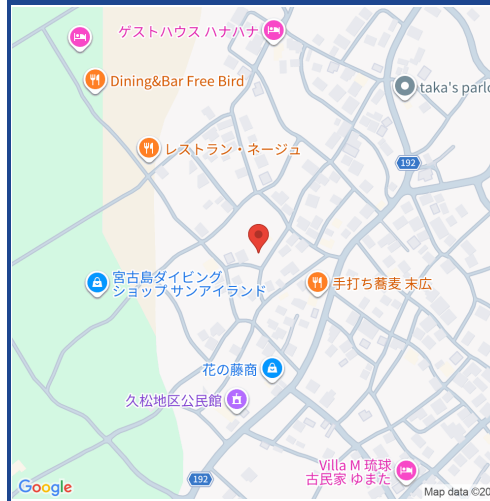 ゲストハウス ハナハナ
Dining&Bar Free Bird
taka's parlo
レストラン・ネージュ
192
宮古島ダイビング
ショップ サンアイランド
手打ち蕎麦 末広
花の藤商
久松地区公民館
192
Villa M 琉球
古民家 ゆまた
Google
Map data ©20